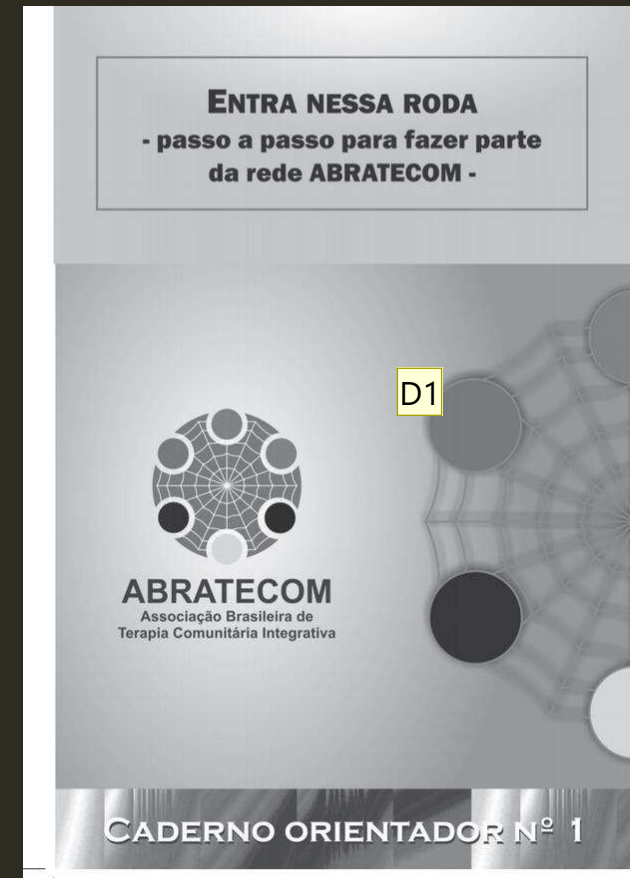 ENTRA NESSA RODA
- passo a passo para fazer parte
da rede ABRATECOM -
D1
ABRATECOM
Associação Brasileira de
Terapia Comunitária Integrativa
CADERNO ORIENTADOR Nº 1